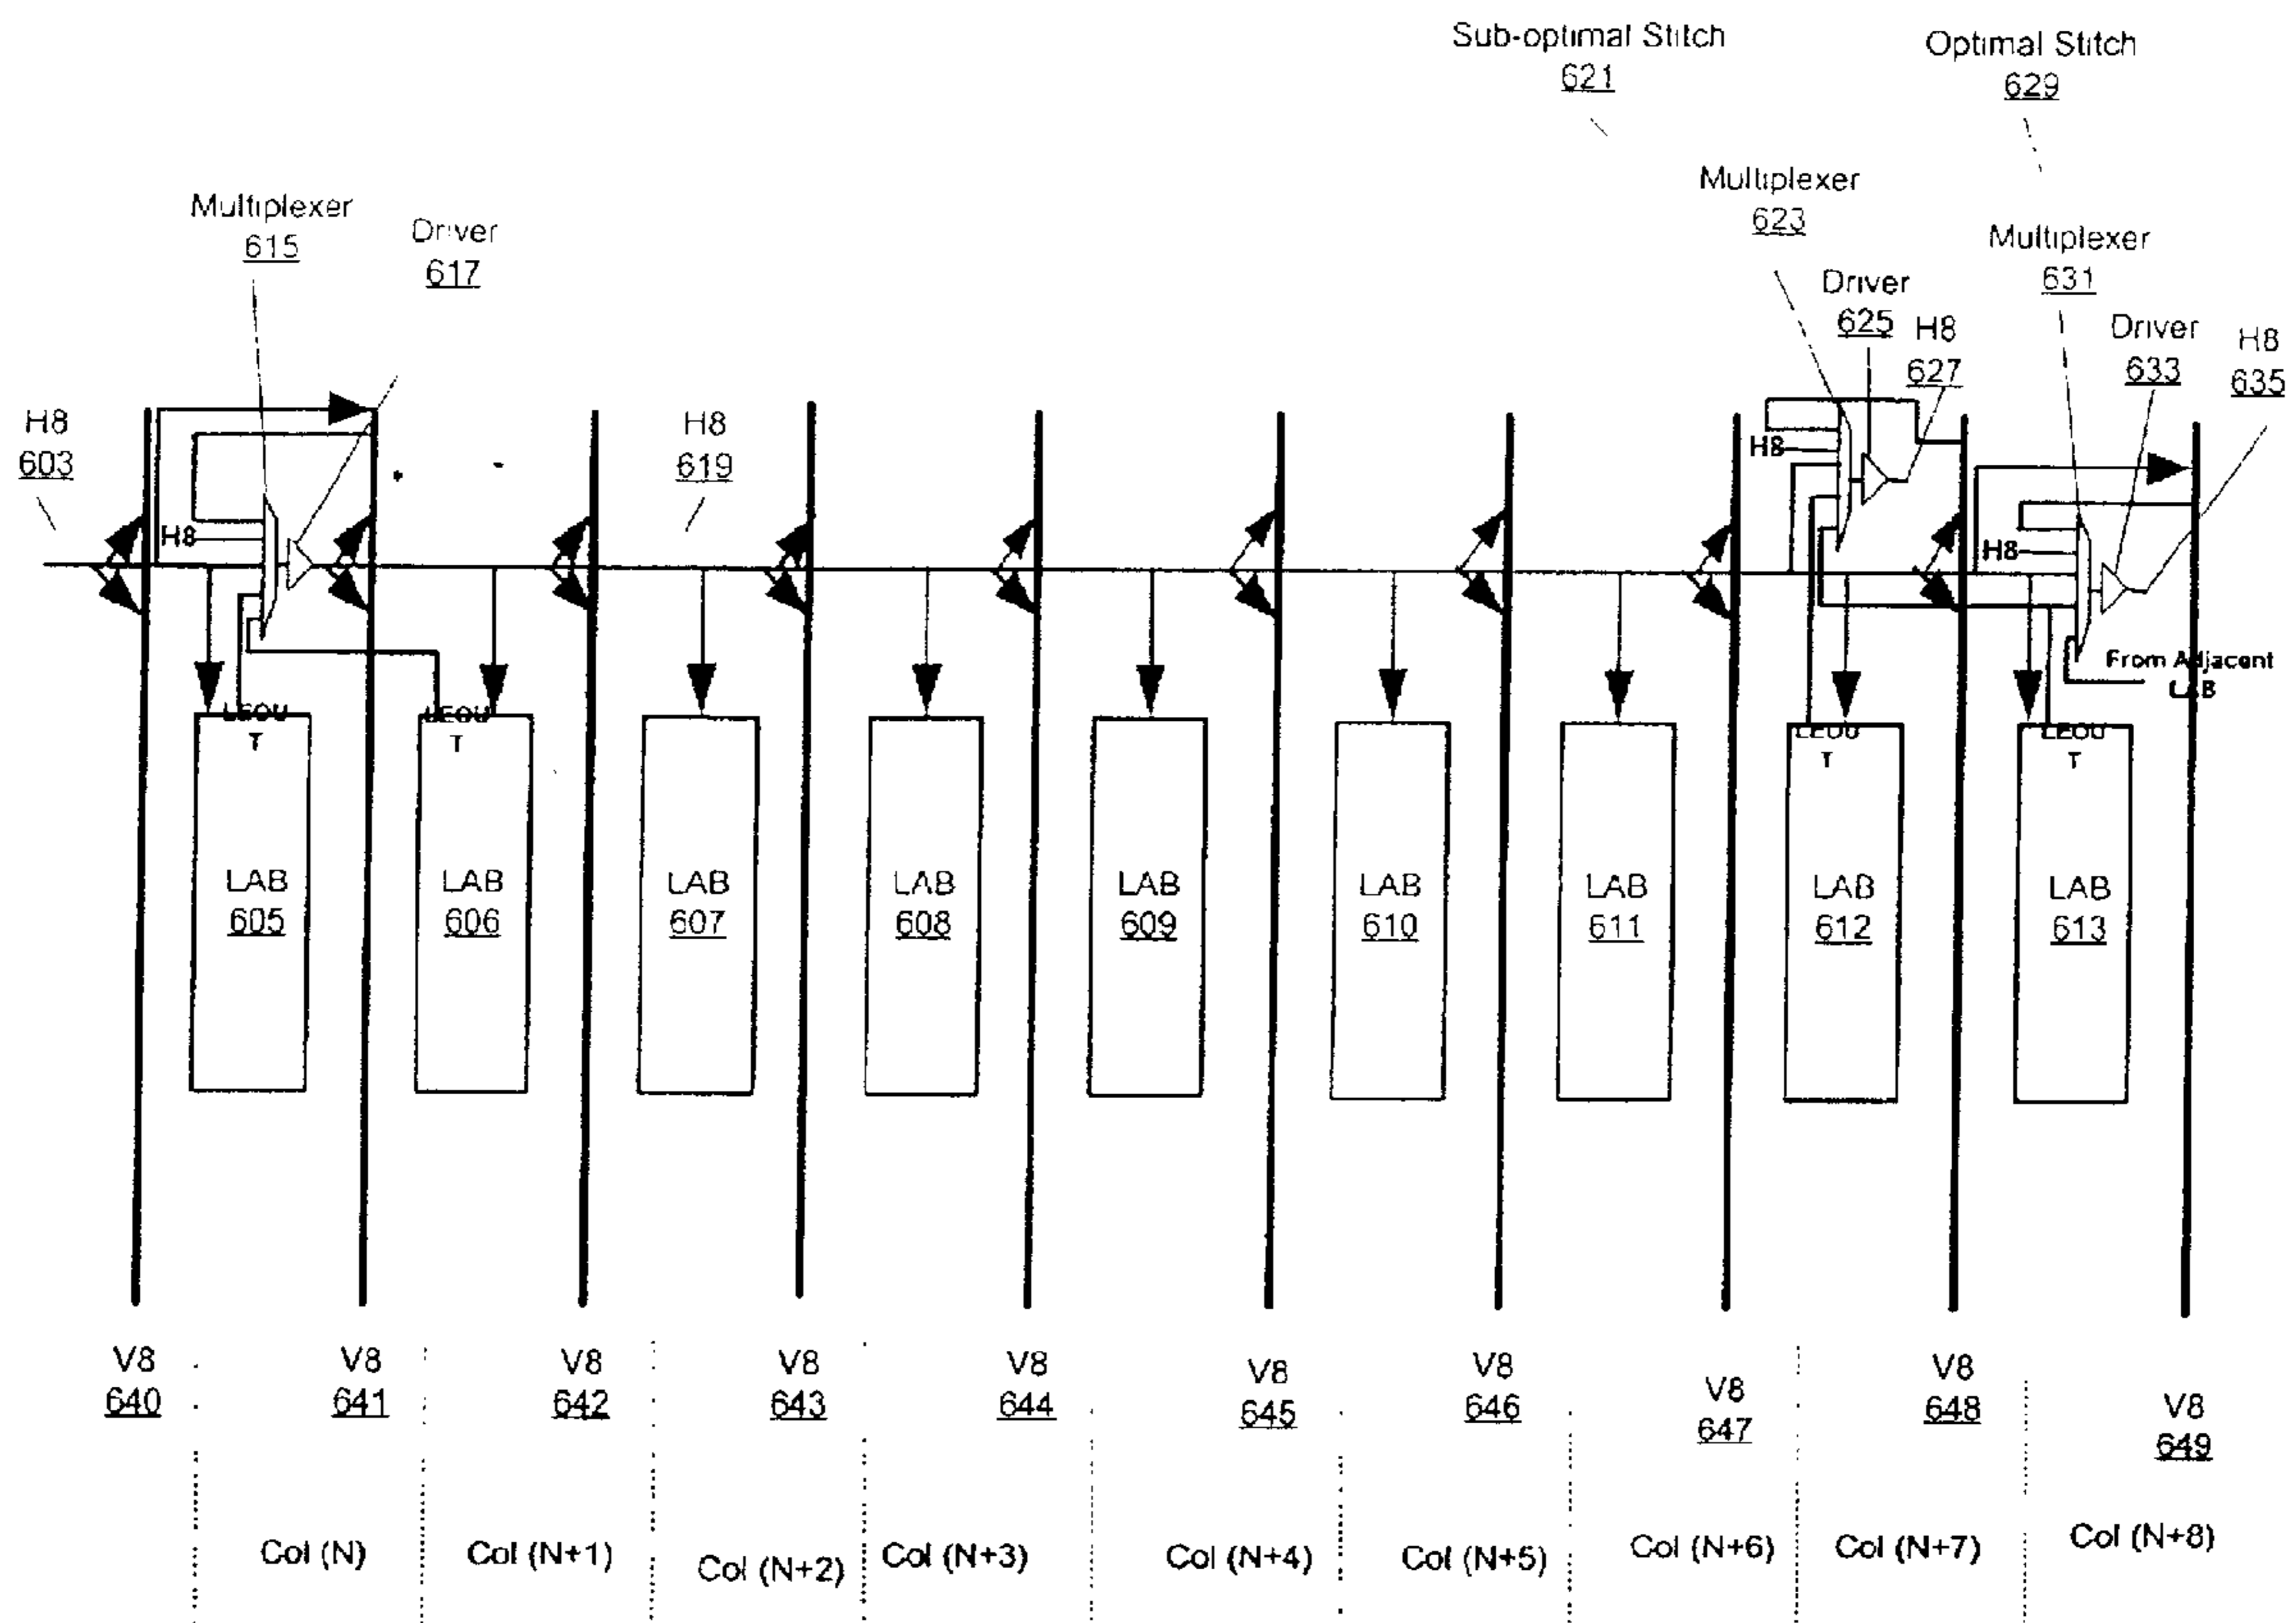 Sub-optimal Stitch
621
Optimal Stitch
629
Multiplexer
615
Driver
617
Multiplexer
623
Driver
625
H8
627
Multiplexer
631
Driver
633
H8
635
H8
603
H8
619
H8
H8
H8
From Adjacent
LAB
LEOU
T
LEOU
T
LEOU
T
LEOU
T
LAB
605
LAB
606
LAB
607
LAB
608
LAB
609
LAB
610
LAB
611
LAB
612
LAB
613
V8
640
V8
641
V8
642
V8
643
V8
644
V8
645
V8
646
V8
647
V8
648
V8
649
Col (N)
Col (N+1)
Col (N+2)
Col (N+3)
Col (N+4)
Col (N+5)
Col (N+6)
Col (N+7)
Col (N+8)